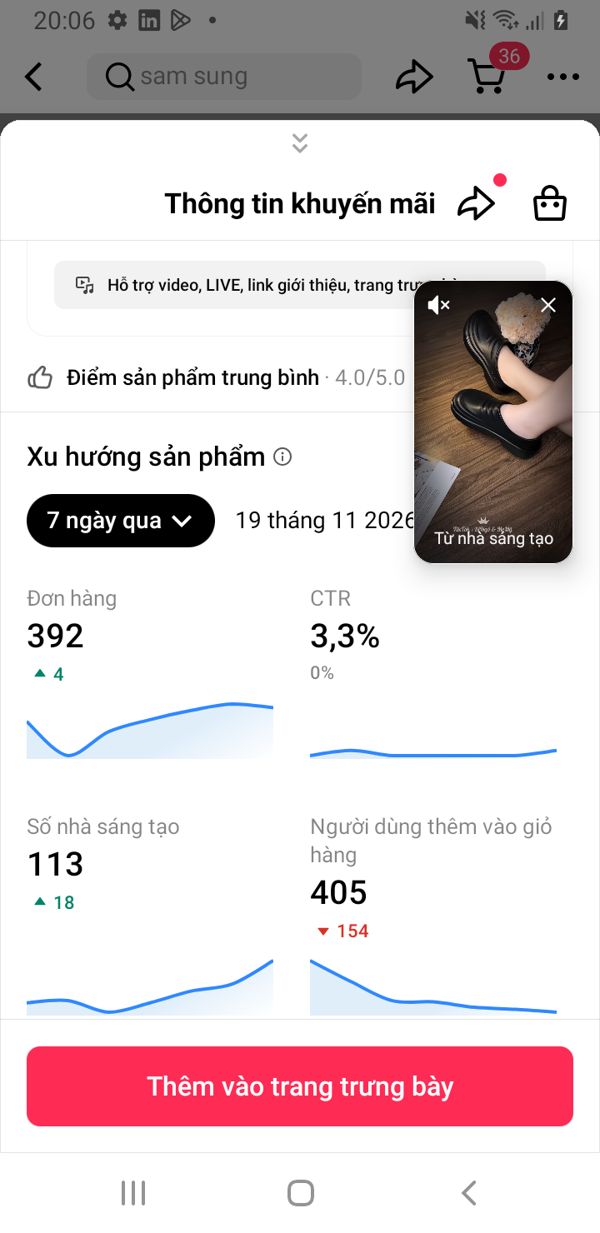 20:06
36
sam sung
Thông tin khuyến mãi
Hỗ trợ video, LIVE, link giới thiệu, trang
Điểm sản phẩm trung bình · 4.0/5.0
Xu hướng sản phẩm
7 ngày qua
19 tháng 11 2026
Từ nhà sáng tạo
Đơn hàng
392
4
CTR
3,3%
0%
Số nhà sáng tạo
113
18
Người dùng thêm vào giỏ
hàng
405
154
Thêm vào trang trưng bày